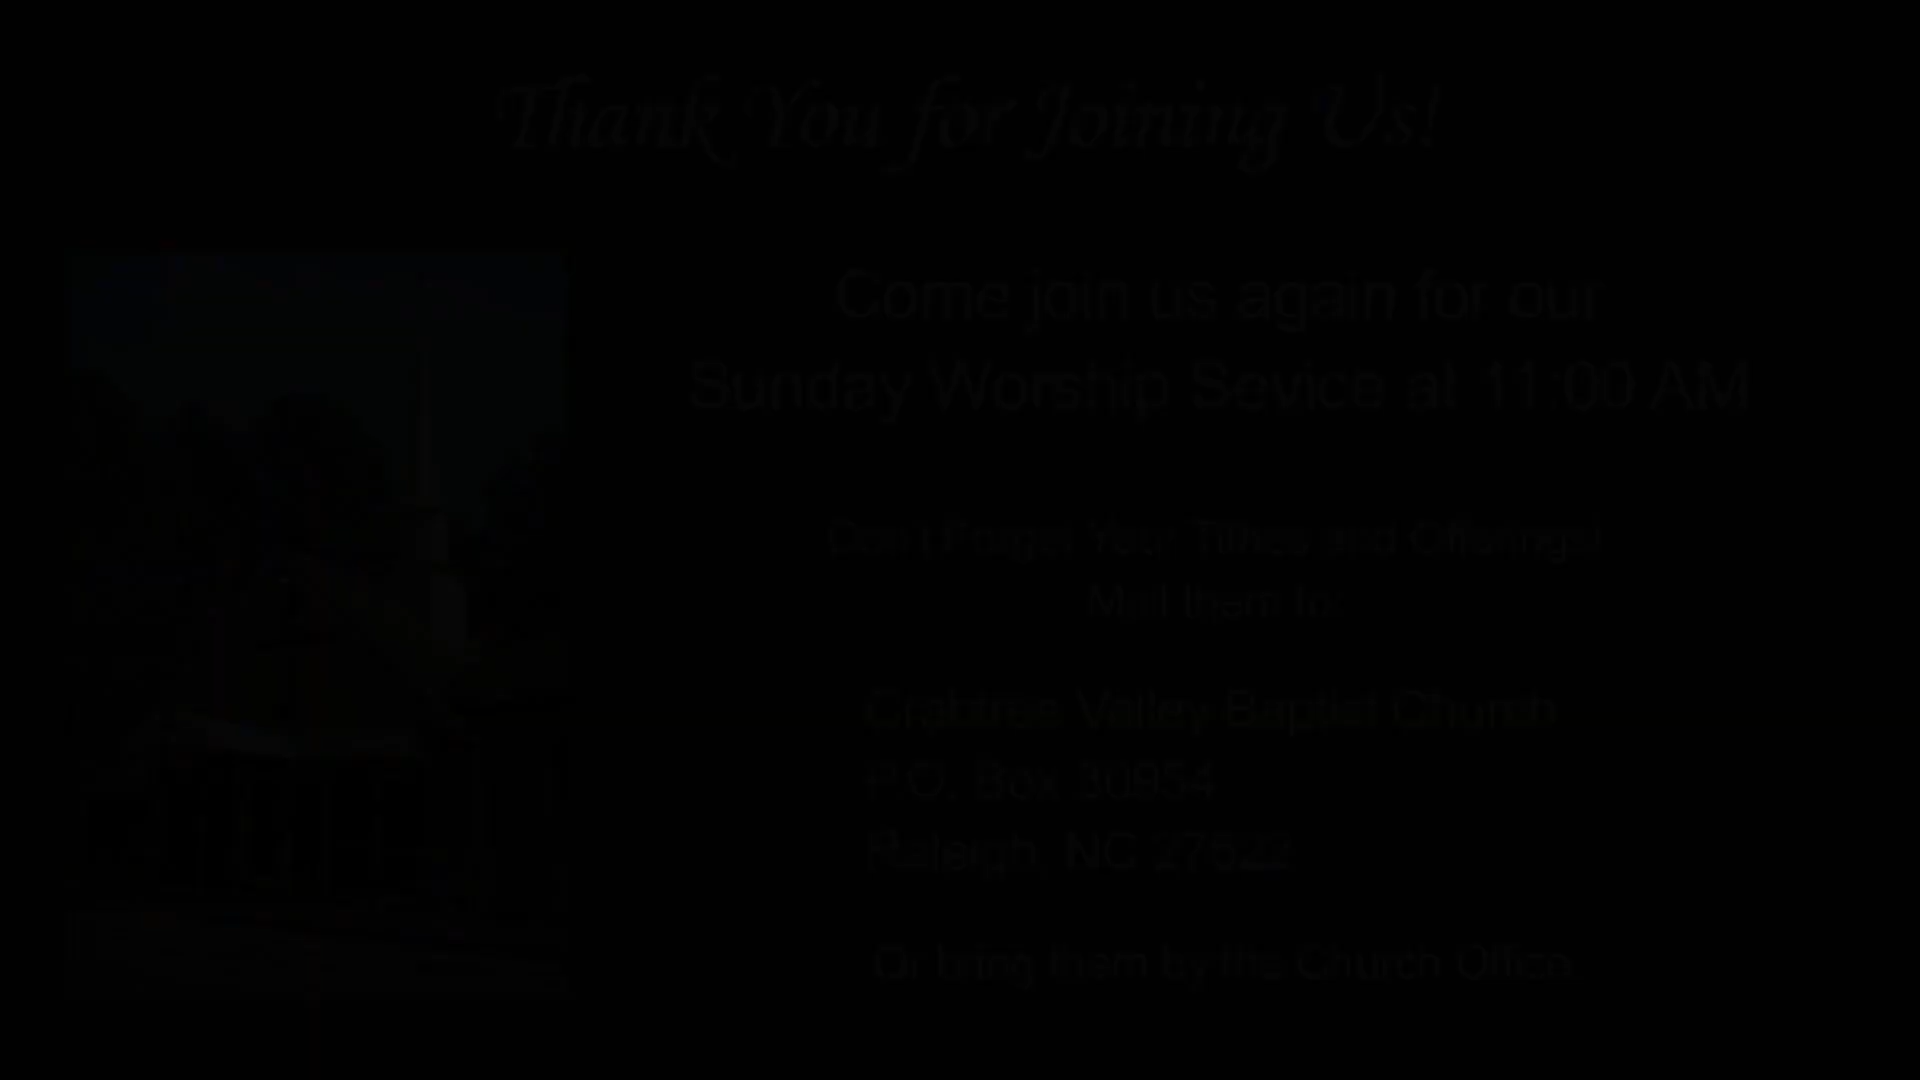 Thank You for Joining Us!
Come join us again for our
Sunday Worship Sevice at 11:00 AM
Don't Forget Your Tithes and Offerings!
Mail them to:
Crabtree Valley Baptist Church
P.O. Box 30954
Raleigh, NC 27622
Or bring them by the Church Office.